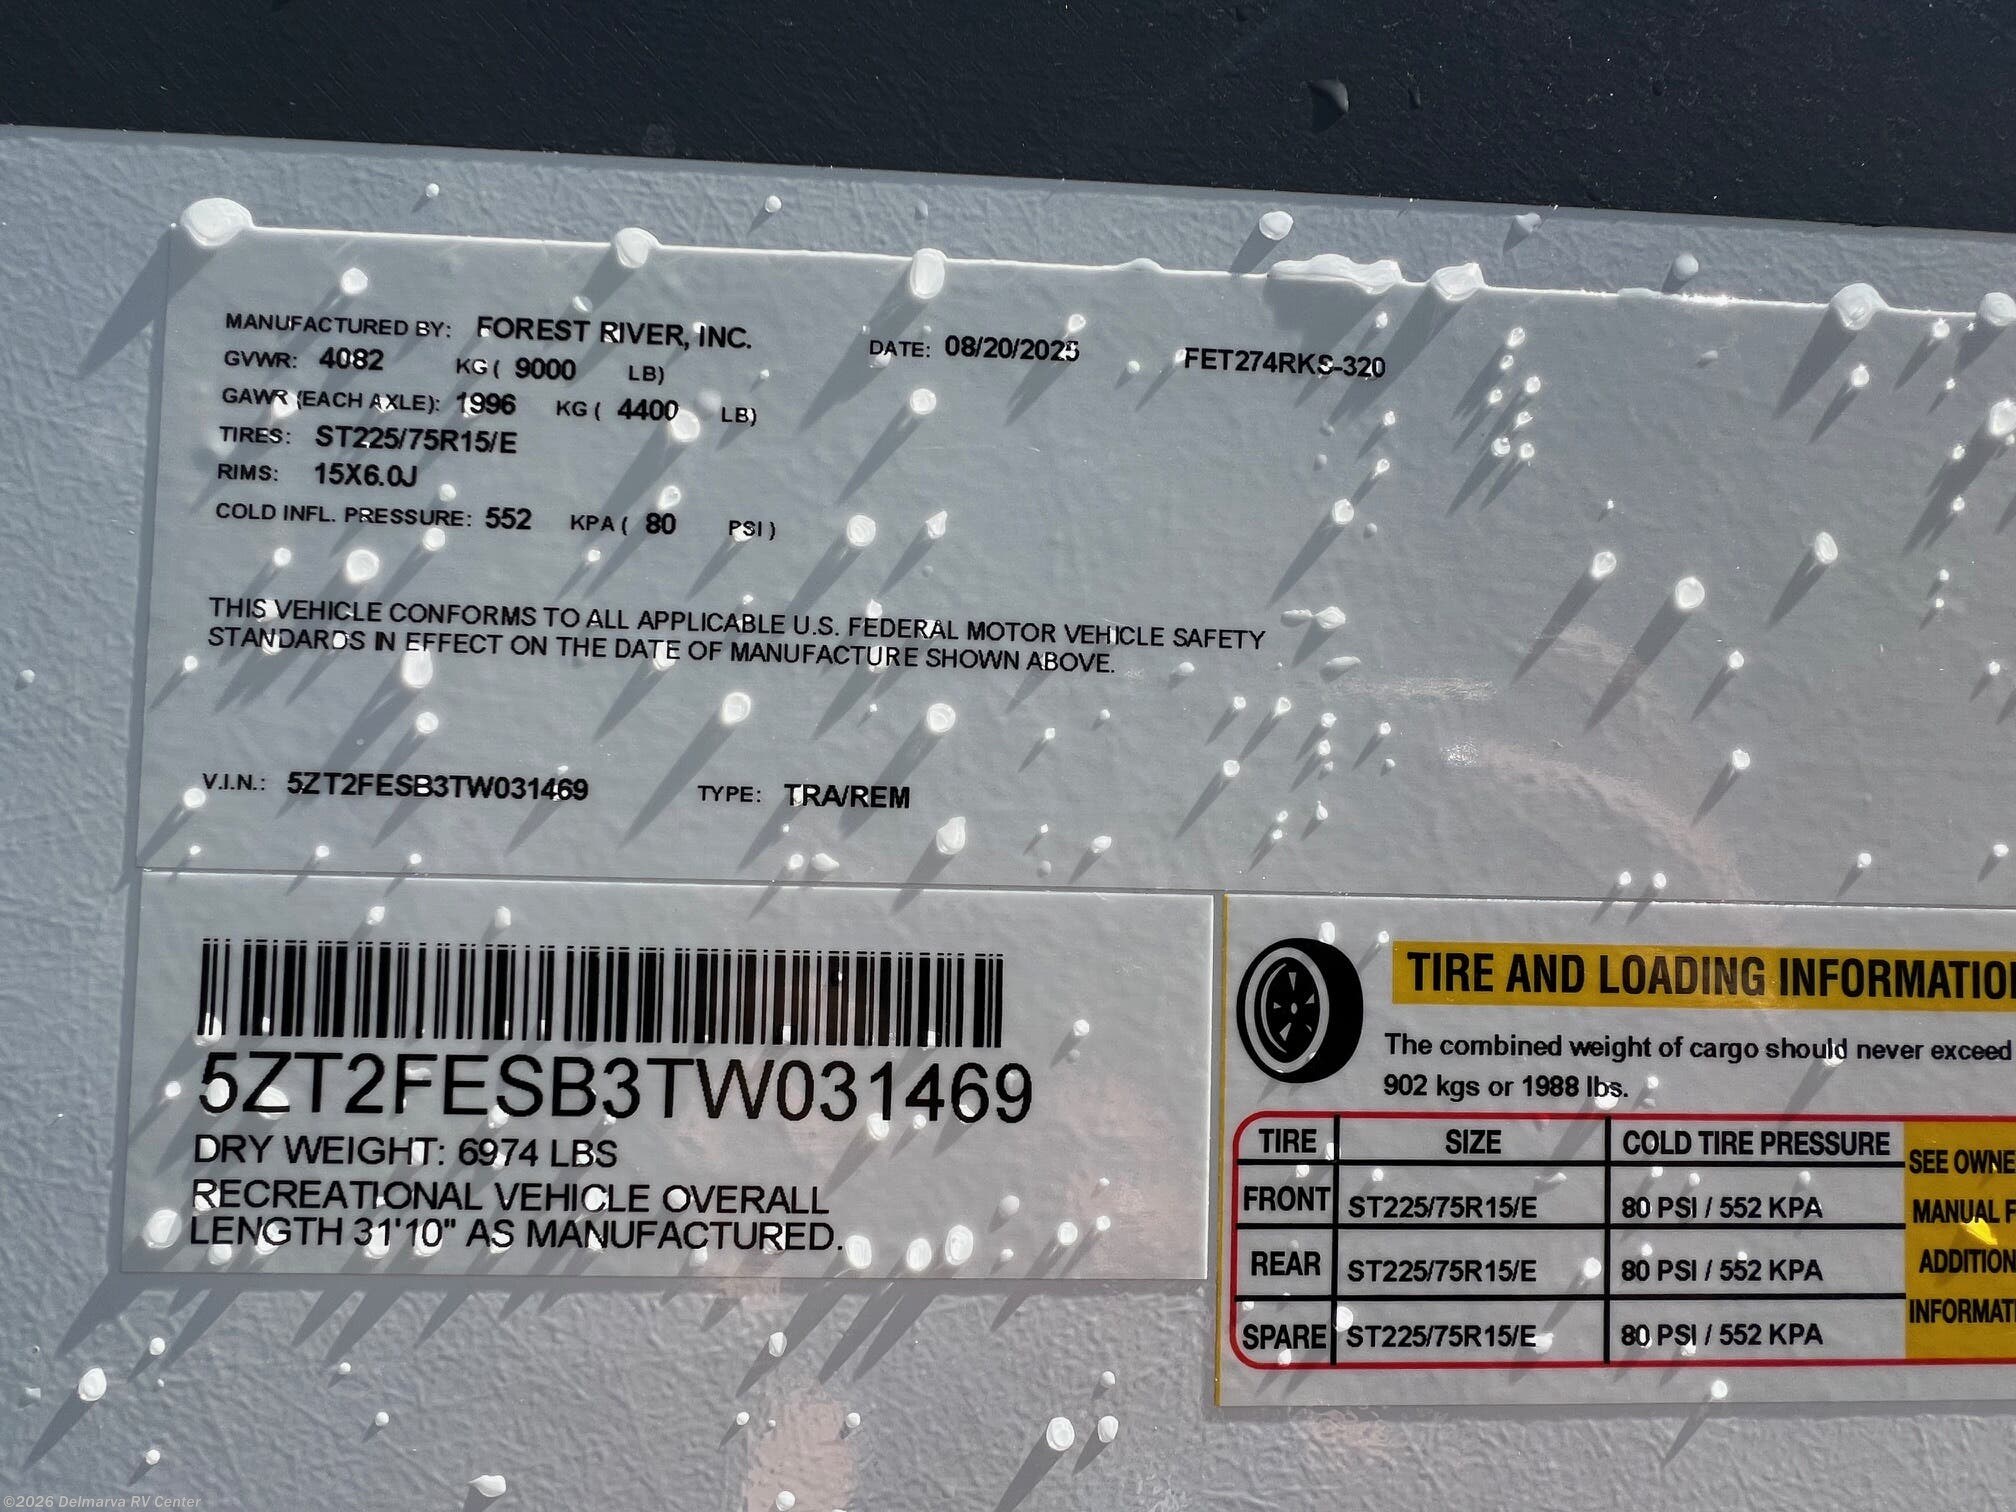 MANUFACTURED BY: FOREST RIVER, INC. DATE: 08/20/2025 FET274RKS-320
GVWR: 4082 KG ( 9000 LB)
GAWR (EACH AXLE): 1996 KG ( 4400 LB)
TIRES: ST225/75R15/E
RIMS: 15X6.0J
COLD INFL. PRESSURE: 552 KPA ( 80 PSI )
THIS VEHICLE CONFORMS TO ALL APPLICABLE U.S. FEDERAL MOTOR VEHICLE SAFETY
STANDARDS IN EFFECT ON THE DATE OF MANUFACTURE SHOWN ABOVE.
V.I.N.: 5ZT2FESB3TW031469 TYPE: TRA/REM
5ZT2FESB3TW031469
DRY WEIGHT: 6974 LBS
RECREATIONAL VEHICLE OVERALL
LENGTH 31'10" AS MANUFACTURED.
TIRE AND LOADING INFORMATIO
The combined weight of cargo should never exceed
902 kgs or 1988 lbs.
TIRE SIZE COLD TIRE PRESSURE
FRONT ST225/75R15/E 80 PSI / 552 KPA
REAR ST225/75R15/E 80 PSI / 552 KPA
SPARE ST225/75R15/E 80 PSI / 552 KPA
SEE OWNE
MANUAL F
ADDITION
INFORMATI
©2026 Delmarva RV Center